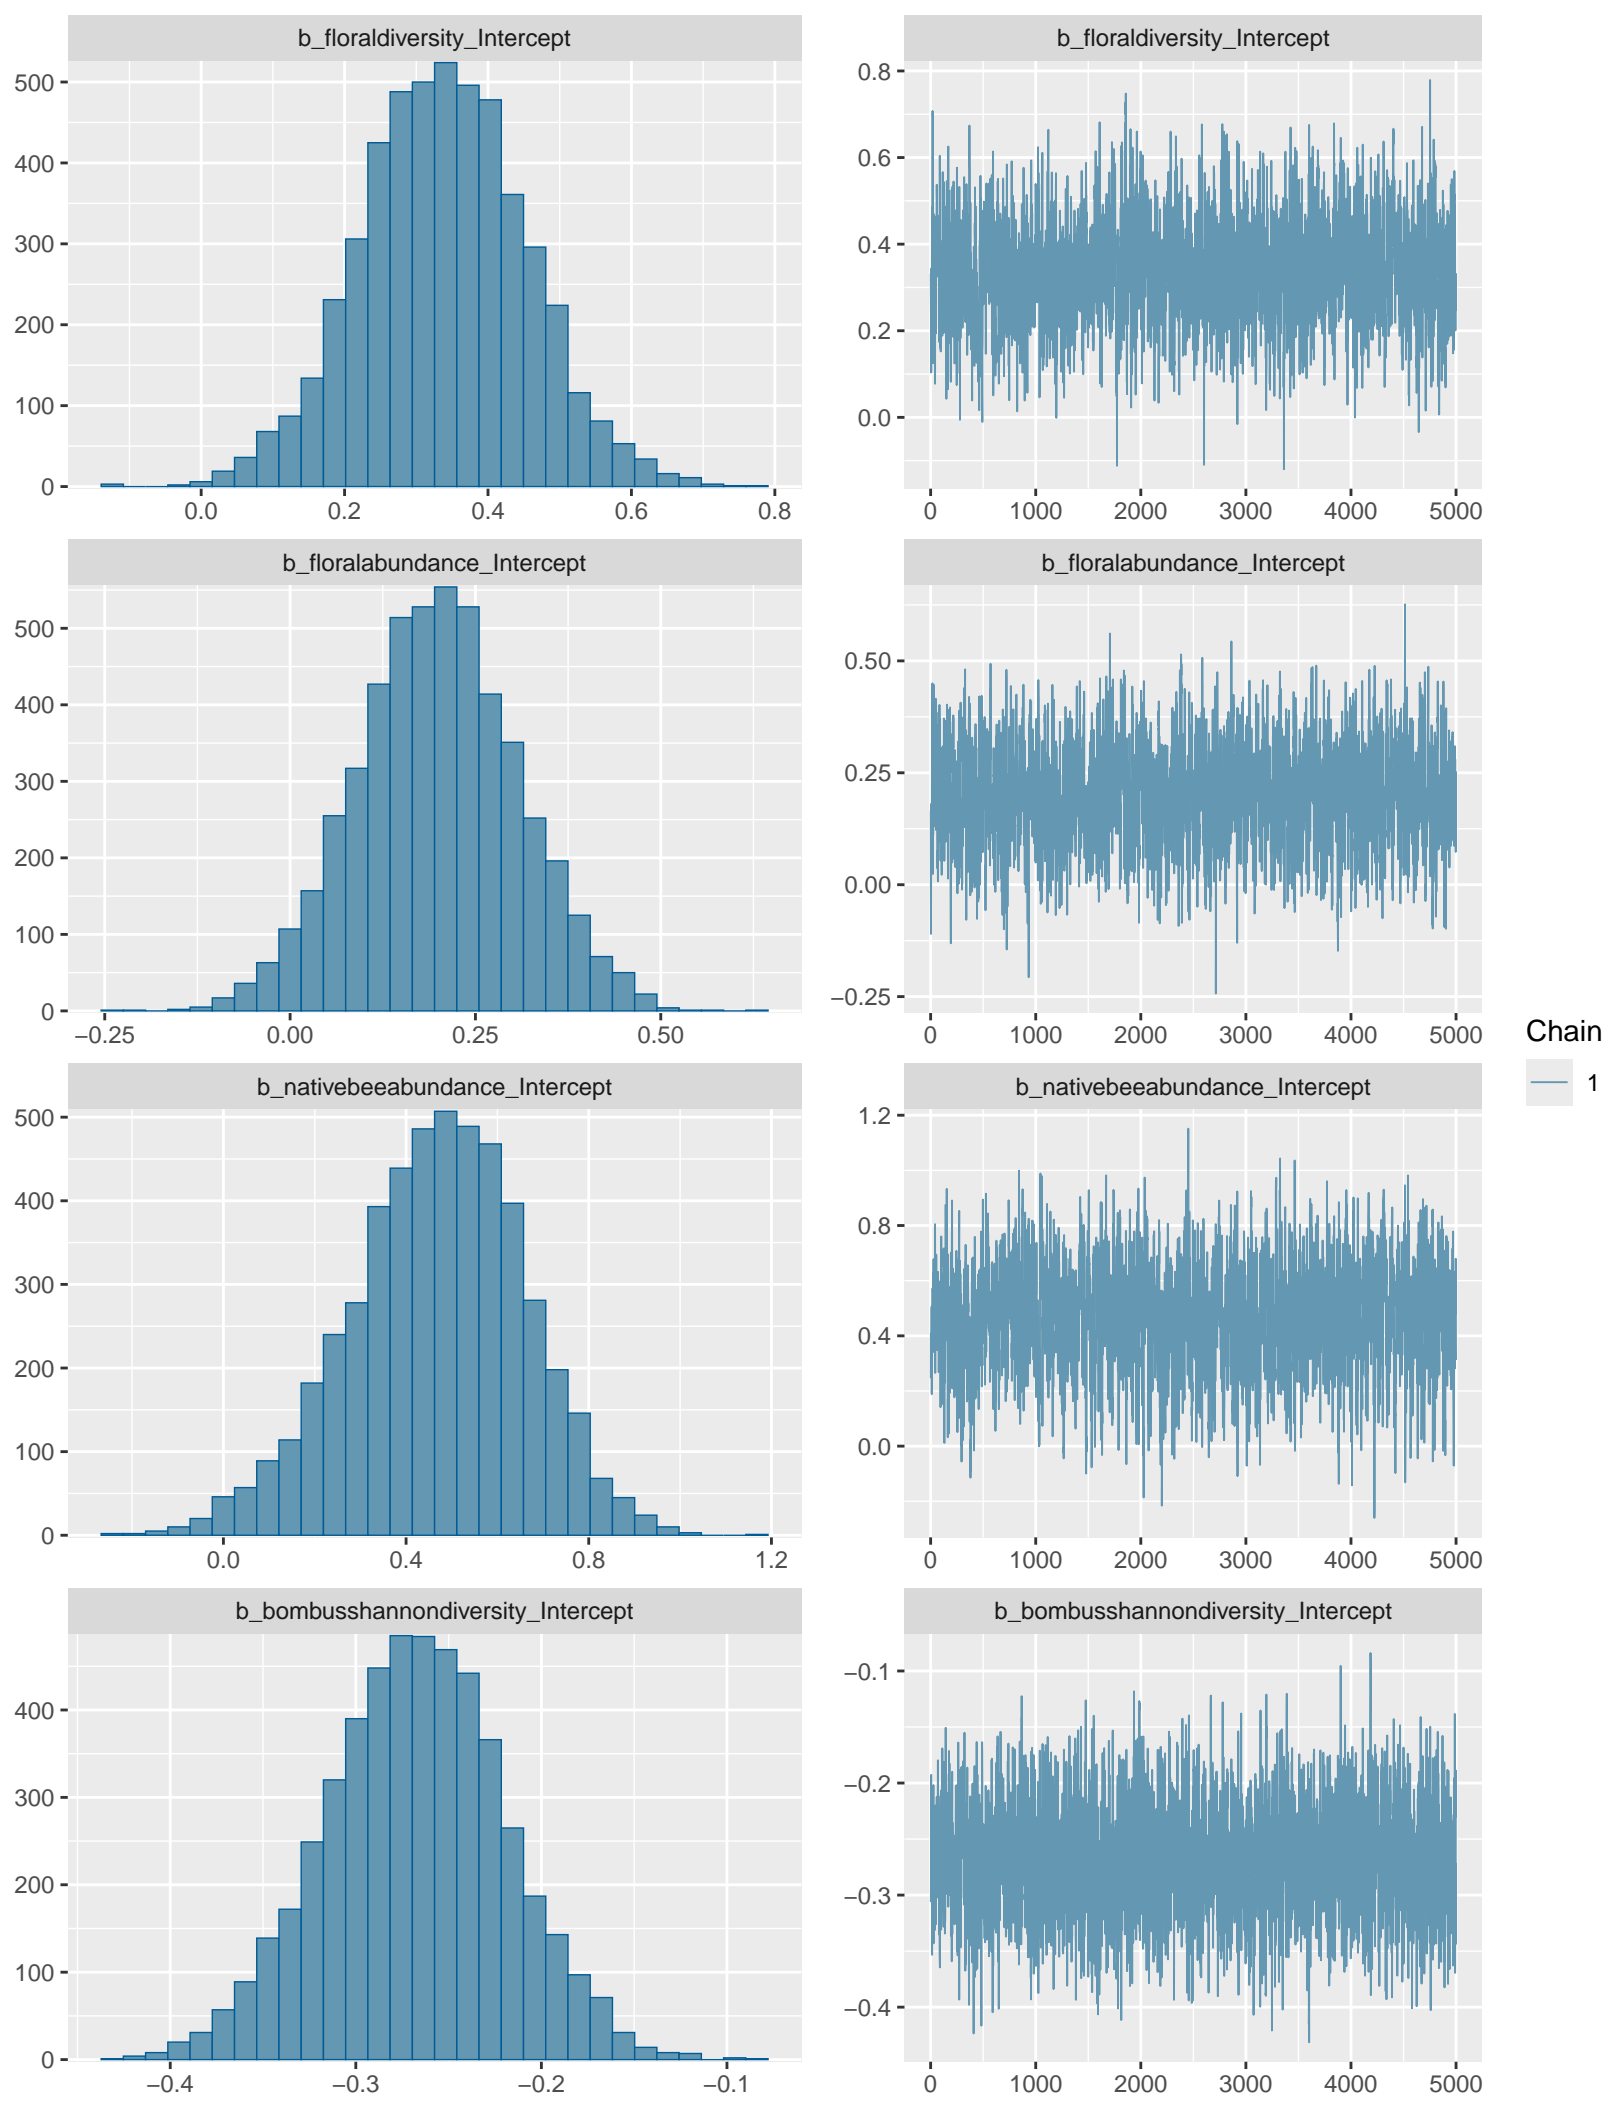 b_floraldiversity_Intercept
0
100
200
300
400
500
0.0 0.2 0.4 0.6 0.8
b_floraldiversity_Intercept
0.0
0.2
0.4
0.6
0.8
0 1000 2000 3000 4000 5000
b_floralabundance_Intercept
0
100
200
300
400
500
−0.25 0.00 0.25 0.50
b_floralabundance_Intercept
−0.25
0.00
0.25
0.50
0 1000 2000 3000 4000 5000
b_nativebeeabundance_Intercept
0
100
200
300
400
500
0.0 0.4 0.8 1.2
b_nativebeeabundance_Intercept
0.0
0.4
0.8
1.2
0 1000 2000 3000 4000 5000
b_bombusshannondiversity_Intercept
0
100
200
300
400
−0.4 −0.3 −0.2 −0.1
b_bombusshannondiversity_Intercept
−0.4
−0.3
−0.2
−0.1
0 1000 2000 3000 4000 5000
Chain
1